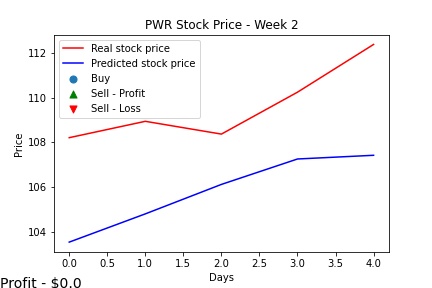 PWR Stock Price - Week 2
Real stock price
Predicted stock price
Buy
Sell - Profit
Sell - Loss
112
110
108
106
104
Price
0.0 0.5 1.0 1.5 2.0 2.5 3.0 3.5 4.0
Days
Profit - $0.0